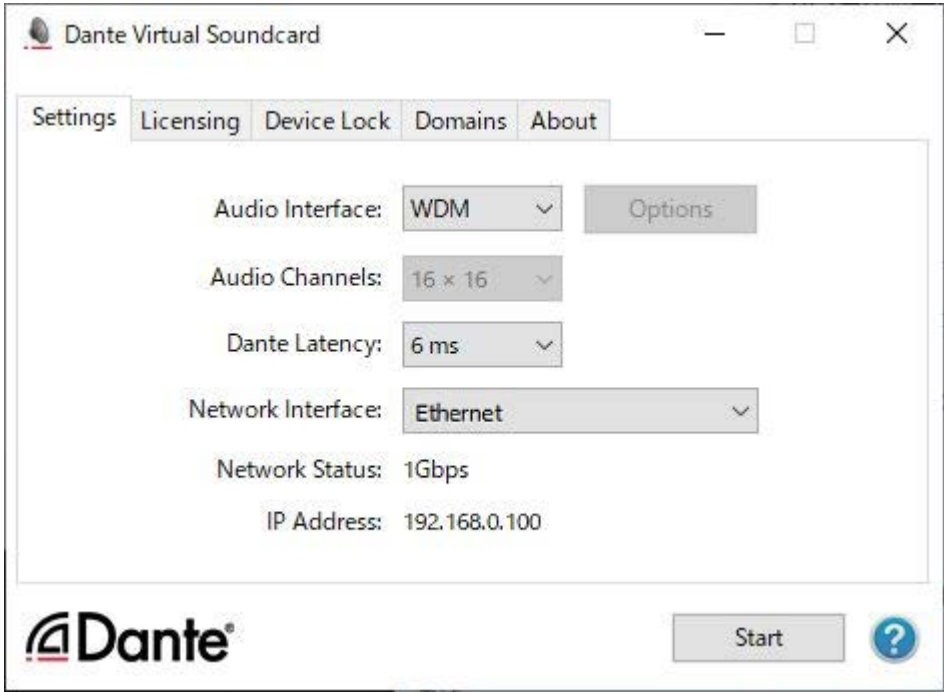 Dante Virtual Soundcard
Settings Licensing Device Lock Domains About
Audio Interface: WDM Options
Audio Channels: 16 × 16
Dante Latency: 6 ms
Network Interface: Ethernet
Network Status: 1Gbps
IP Address: 192.168.0.100
Dante® Start ?